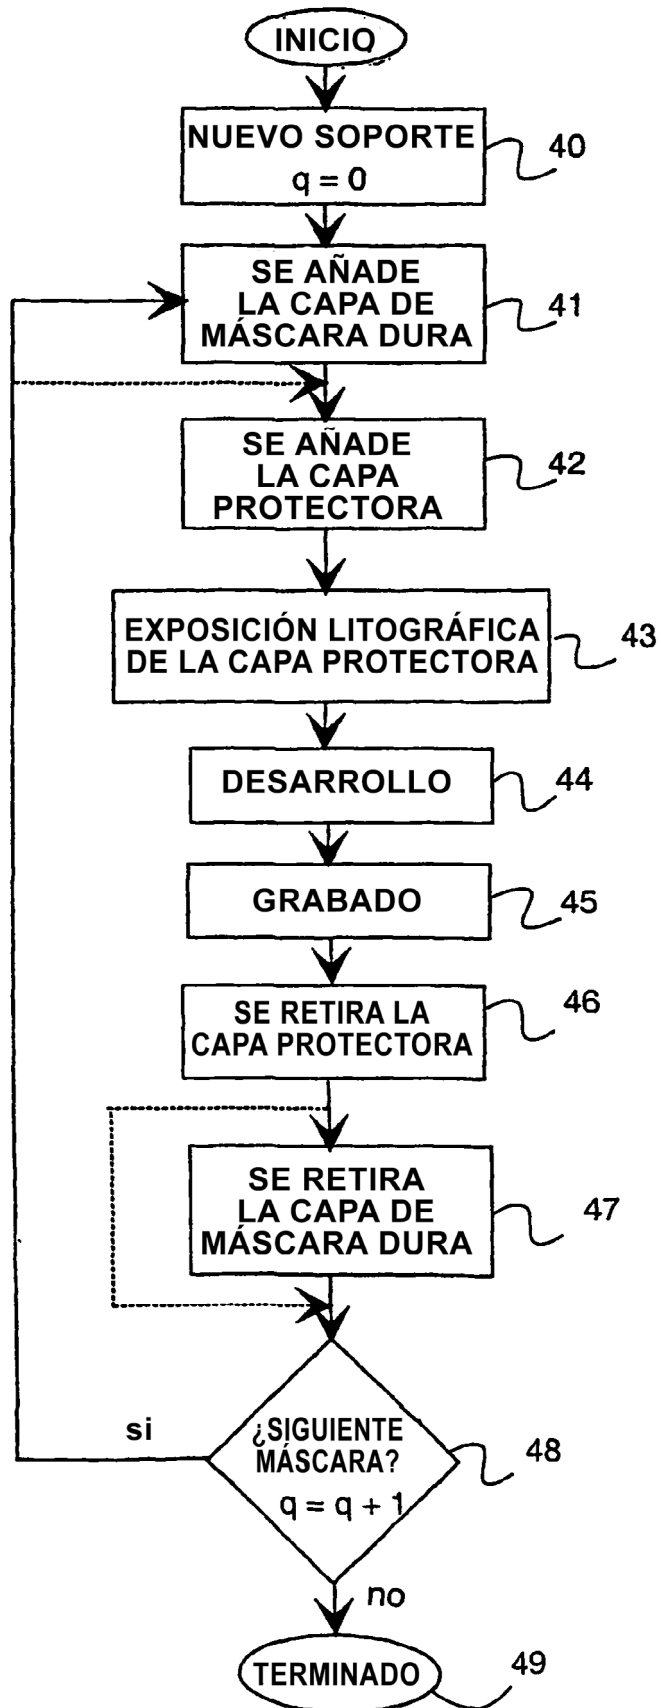 INICIO
NUEVO SOPORTE
q = 0
40
SE AÑADE
LA CAPA DE
MÁSCARA DURA
41
SE AÑADE
LA CAPA
PROTECTORA
42
EXPOSICIÓN LITOGRÁFICA
DE LA CAPA PROTECTORA
43
DESARROLLO
44
GRABADO
45
SE RETIRA LA
CAPA PROTECTORA
46
SE RETIRA
LA CAPA DE
MÁSCARA DURA
47
si
¿SIGUIENTE
MÁSCARA?
q = q + 1
48
no
TERMINADO
49